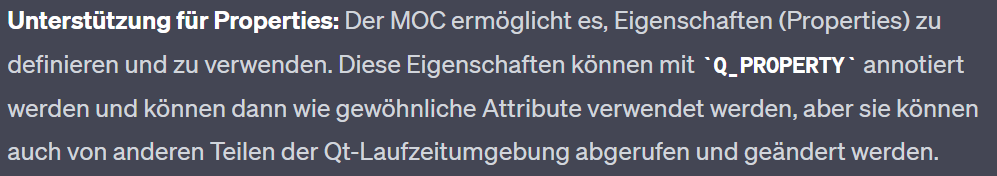 Unterstützung für Properties: Der MOC ermöglicht es, Eigenschaften (Properties) zu
definieren und zu verwenden. Diese Eigenschaften können mit `Q_PROPERTY` annotiert
werden und können dann wie gewöhnliche Attribute verwendet werden, aber sie können
auch von anderen Teilen der Qt-Laufzeitumgebung abgerufen und geändert werden.